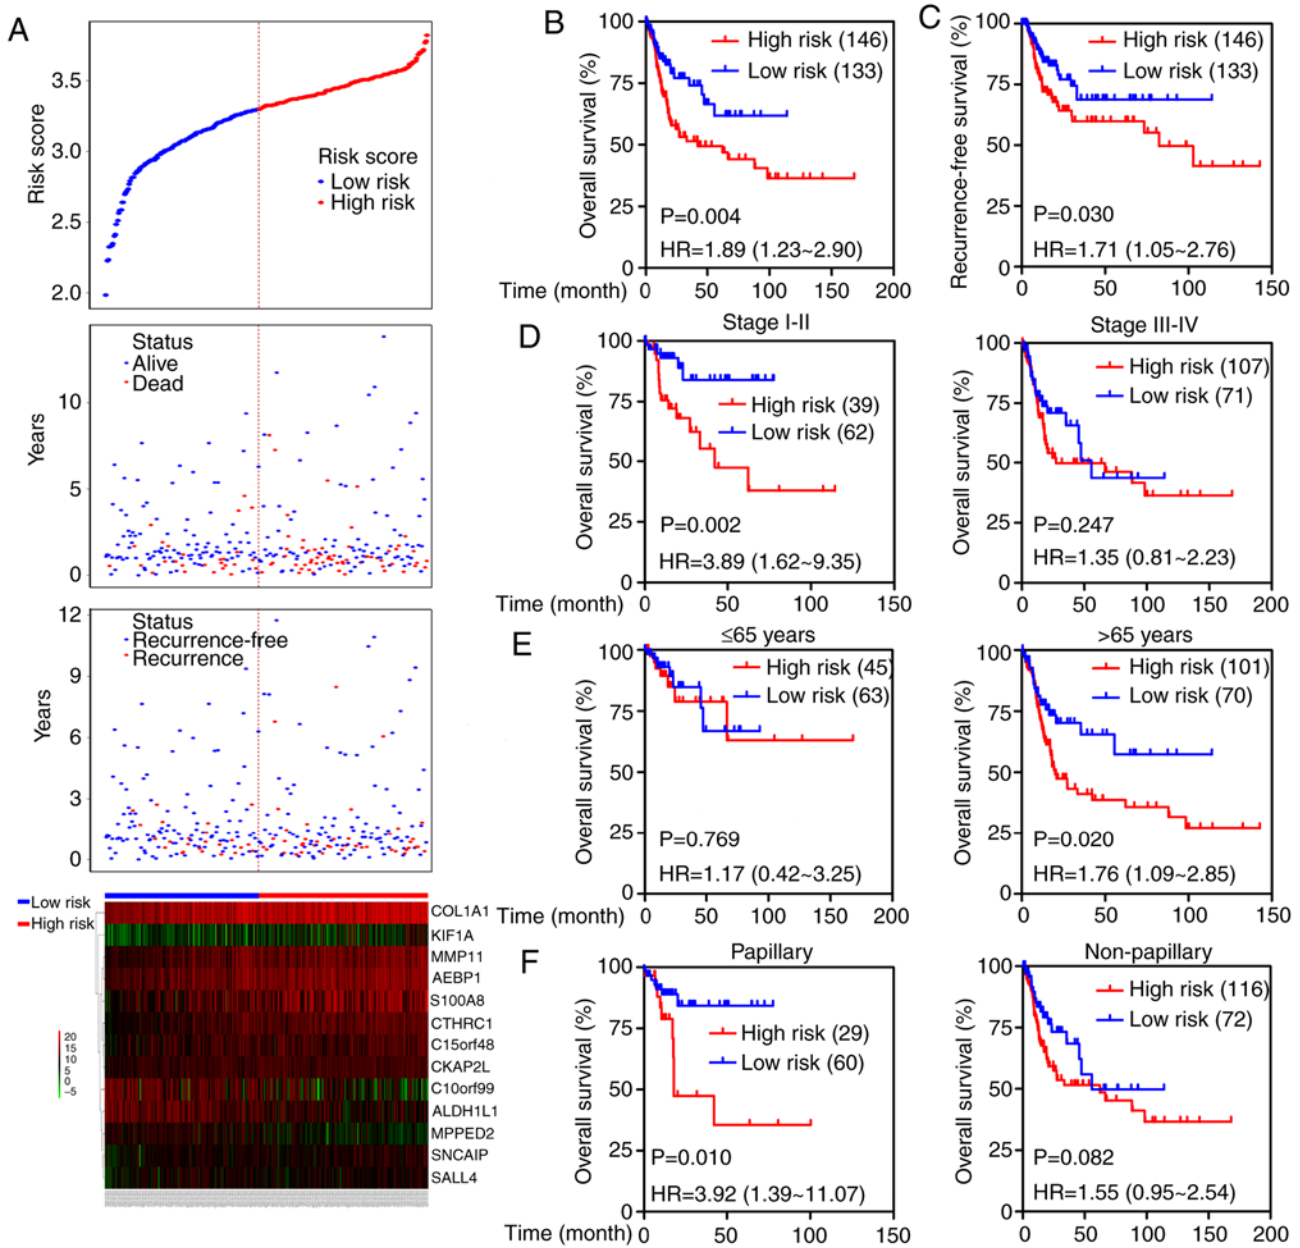 A
3.5
3.0
2.5
2.0
Risk score
Risk score
Low risk
High risk
Status
Alive
Dead
10
5
0
Years
Status
Recurrence-free
Recurrence
12
9
6
3
0
Years
Low risk
High risk
COL1A1
KIF1A
MMP11
AEBP1
S100A8
CTHRC1
C15orf48
CKAP2L
C10orf99
ALDH1L1
MPPED2
SNCAIP
SALL4
20
15
10
5
0
−5
B
100
75
50
25
0
Overall survival (%)
High risk (146)
Low risk (133)
P=0.004
HR=1.89 (1.23~2.90)
Time (month)
0 50 100 150 200
C
100
75
50
25
0
Recurrence-free survival (%)
High risk (146)
Low risk (133)
P=0.030
HR=1.71 (1.05~2.76)
0 50 100 150
D
Stage I-II
100
75
50
25
0
Overall survival (%)
High risk (39)
Low risk (62)
P=0.002
HR=3.89 (1.62~9.35)
Time (month)
0 50 100 150
Stage III-IV
100
75
50
25
0
Overall survival (%)
High risk (107)
Low risk (71)
P=0.247
HR=1.35 (0.81~2.23)
0 50 100 150 200
E
≤65 years
100
75
50
25
0
Overall survival (%)
High risk (45)
Low risk (63)
P=0.769
HR=1.17 (0.42~3.25)
Time (month)
0 50 100 150 200
>65 years
100
75
50
25
0
Overall survival (%)
High risk (101)
Low risk (70)
P=0.020
HR=1.76 (1.09~2.85)
0 50 100 150
F
Papillary
100
75
50
25
0
Overall survival (%)
High risk (29)
Low risk (60)
P=0.010
HR=3.92 (1.39~11.07)
Time (month)
0 50 100 150
Non-papillary
100
75
50
25
0
Overall survival (%)
High risk (116)
Low risk (72)
P=0.082
HR=1.55 (0.95~2.54)
0 50 100 150 200